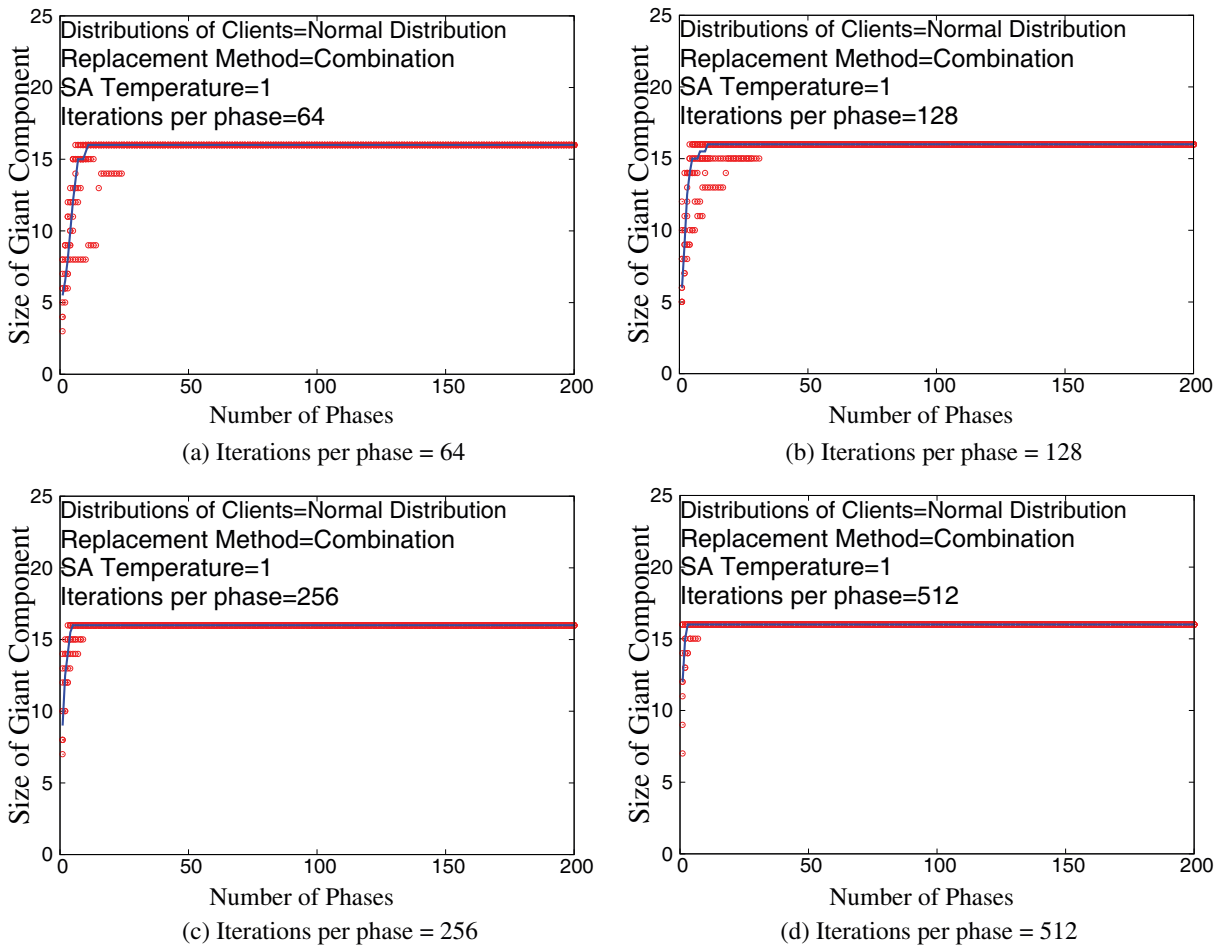 25
20
15
10
5
0
Size of Giant Component
Distributions of Clients=Normal Distribution
Replacement Method=Combination
SA Temperature=1
Iterations per phase=64
0 50 100 150 200
Number of Phases
(a) Iterations per phase = 64
25
20
15
10
5
0
Size of Giant Component
Distributions of Clients=Normal Distribution
Replacement Method=Combination
SA Temperature=1
Iterations per phase=128
0 50 100 150 200
Number of Phases
(b) Iterations per phase = 128
25
20
15
10
5
0
Size of Giant Component
Distributions of Clients=Normal Distribution
Replacement Method=Combination
SA Temperature=1
Iterations per phase=256
0 50 100 150 200
Number of Phases
(c) Iterations per phase = 256
25
20
15
10
5
0
Size of Giant Component
Distributions of Clients=Normal Distribution
Replacement Method=Combination
SA Temperature=1
Iterations per phase=512
0 50 100 150 200
Number of Phases
(d) Iterations per phase = 512